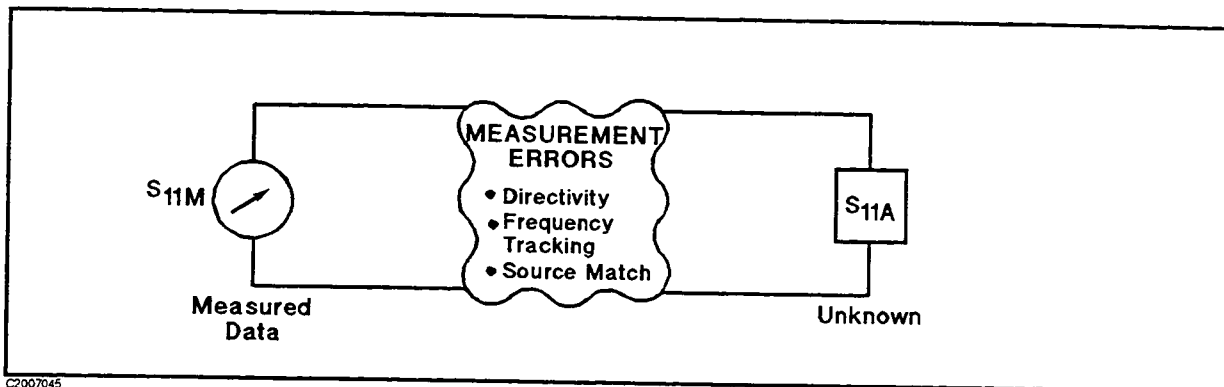 MEASUREMENT
ERRORS
• Directivity
• Frequency
Tracking
• Source Match
S11M
S11A
Measured
Data
Unknown
C2007045